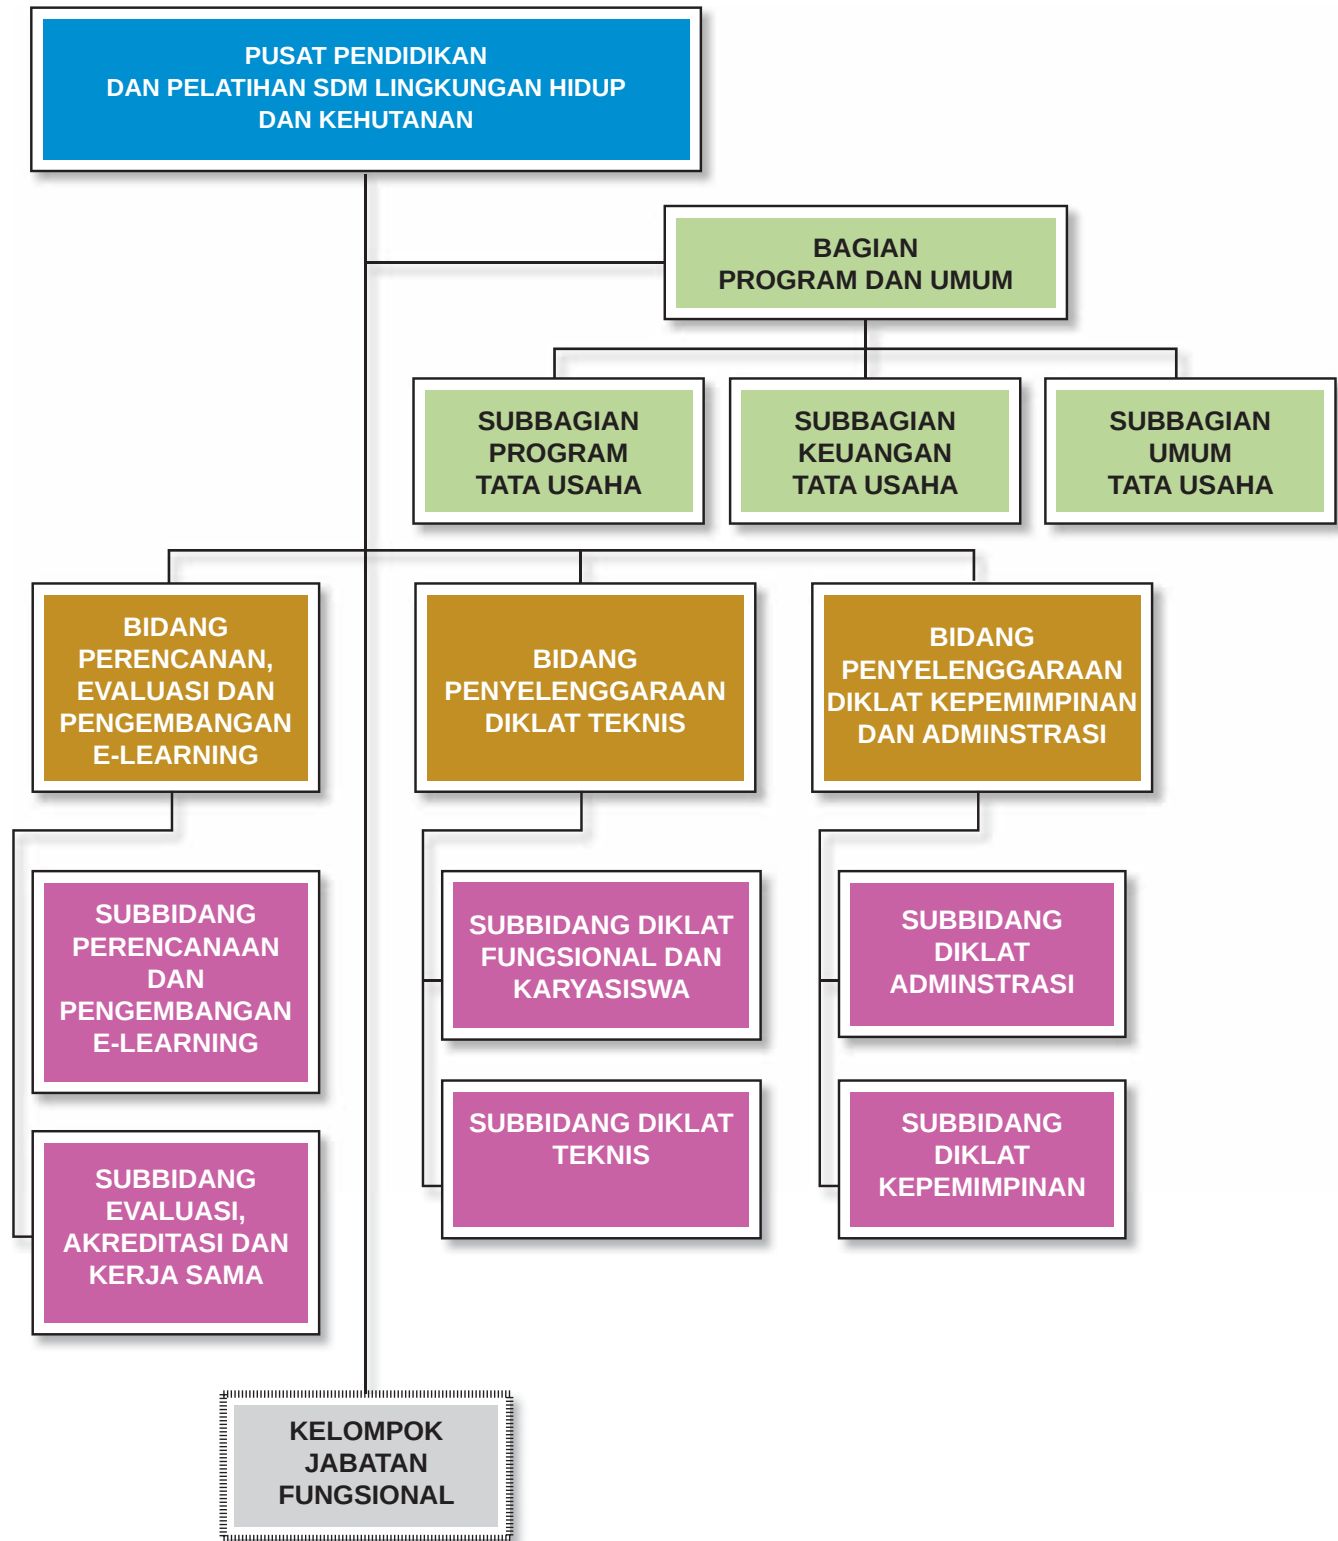 PUSAT PENDIDIKAN
DAN PELATIHAN SDM LINGKUNGAN HIDUP
DAN KEHUTANAN
BAGIAN
PROGRAM DAN UMUM
SUBBAGIAN
PROGRAM
TATA USAHA
SUBBAGIAN
KEUANGAN
TATA USAHA
SUBBAGIAN
UMUM
TATA USAHA
BIDANG
PERENCANAN,
EVALUASI DAN
PENGEMBANGAN
E-LEARNING
BIDANG
PENYELENGGARAAN
DIKLAT TEKNIS
BIDANG
PENYELENGGARAAN
DIKLAT KEPEMIMPINAN
DAN ADMINSTRASI
SUBBIDANG
PERENCANAAN
DAN
PENGEMBANGAN
E-LEARNING
SUBBIDANG DIKLAT
FUNGSIONAL DAN
KARYASISWA
SUBBIDANG
DIKLAT
ADMINSTRASI
SUBBIDANG
EVALUASI,
AKREDITASI DAN
KERJA SAMA
SUBBIDANG DIKLAT
TEKNIS
SUBBIDANG
DIKLAT
KEPEMIMPINAN
KELOMPOK
JABATAN
FUNGSIONAL